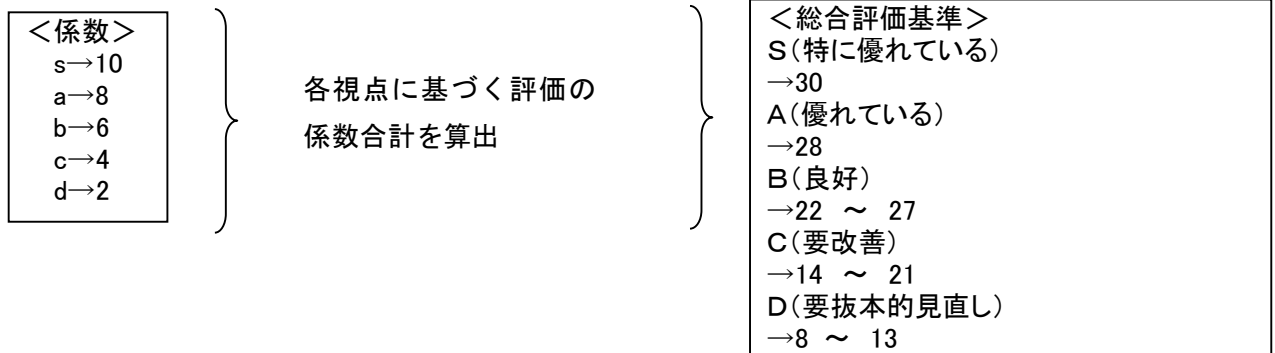 ＜係数＞
s→10
a→8
b→6
c→4
d→2
各視点に基づく評価の
係数合計を算出
＜総合評価基準＞
S（特に優れている）
→30
A（優れている）
→28
B（良好）
→22 ～ 27
C（要改善）
→14 ～ 21
D（要抜本的見直し）
→8 ～ 13